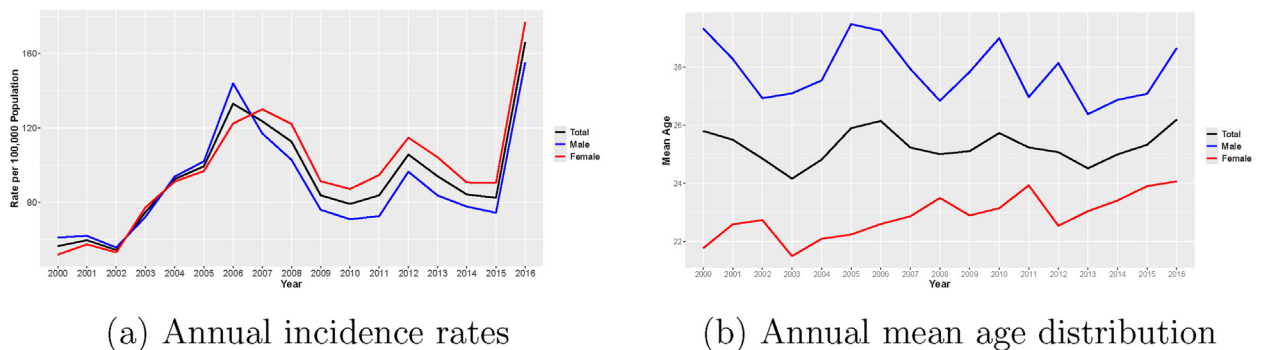 Rate per 100,000 Population
160
120
80
2000 2001 2002 2003 2004 2005 2006 2007 2008 2009 2010 2011 2012 2013 2014 2015 2016
Year
Total
Male
Female
(a) Annual incidence rates
Mean Age
28
26
24
22
2000 2001 2002 2003 2004 2005 2006 2007 2008 2009 2010 2011 2012 2013 2014 2015 2016
Year
Total
Male
Female
(b) Annual mean age distribution